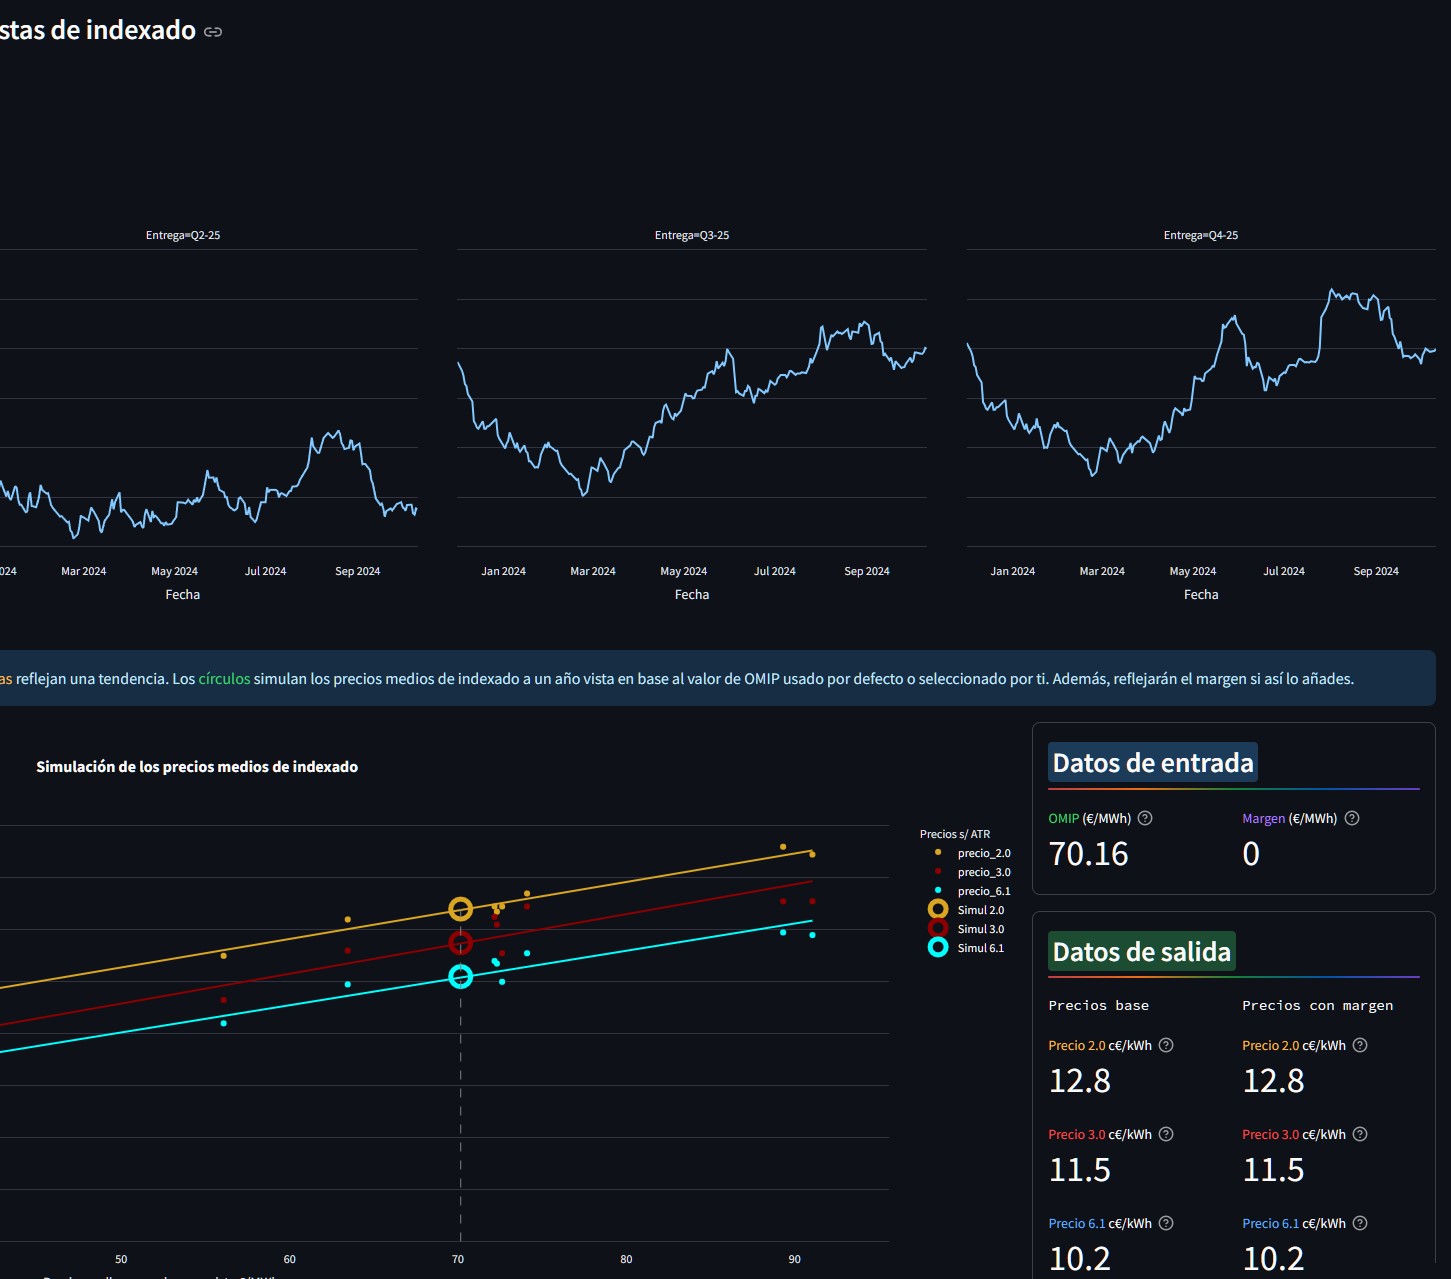 stas de indexado
Entrega=Q2-25
Entrega=Q3-25
Entrega=Q4-25
024 Mar 2024 May 2024 Jul 2024 Sep 2024
Jan 2024 Mar 2024 May 2024 Jul 2024 Sep 2024
Jan 2024 Mar 2024 May 2024 Jul 2024 Sep 2024
Fecha
Fecha
Fecha
as reflejan una tendencia. Los círculos simulan los precios medios de indexado a un año vista en base al valor de OMIP usado por defecto o seleccionado por ti. Además, reflejarán el margen si así lo añades.
Simulación de los precios medios de indexado
Precios s/ ATR
precio_2.0
precio_3.0
precio_6.1
Simul 2.0
Simul 3.0
Simul 6.1
50 60 70 80 90
Datos de entrada
OMIP (€/MWh) Margen (€/MWh)
70.16 0
Datos de salida
Precios base Precios con margen
Precio 2.0 c€/kWh Precio 2.0 c€/kWh
12.8 12.8
Precio 3.0 c€/kWh Precio 3.0 c€/kWh
11.5 11.5
Precio 6.1 c€/kWh Precio 6.1 c€/kWh
10.2 10.2